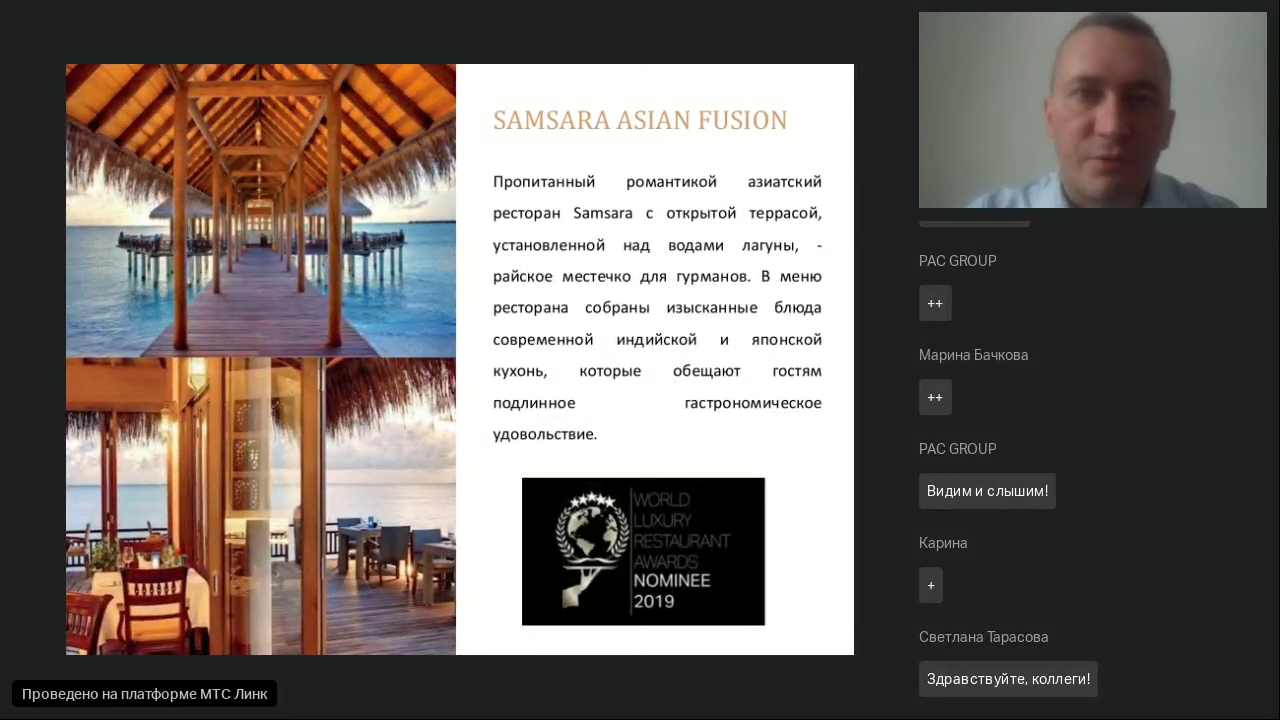 SAMSARA ASIAN FUSION
Пропитанный романтикой азиатский
ресторан Samsara с открытой террасой,
установленной над водами лагуны, -
райское местечко для гурманов. В меню
ресторана собраны изысканные блюда
современной индийской и японской
кухонь, которые обещают гостям
подлинное гастрономическое
удовольствие.
WORLD
LUXURY
RESTAURANT
AWARDS
NOMINEE
2019
PAC GROUP
++
Марина Бачкова
++
PAC GROUP
Видим и слышим!
Карина
+
Светлана Тарасова
Здравствуйте, коллеги!
Проведено на платформе МТС Линк